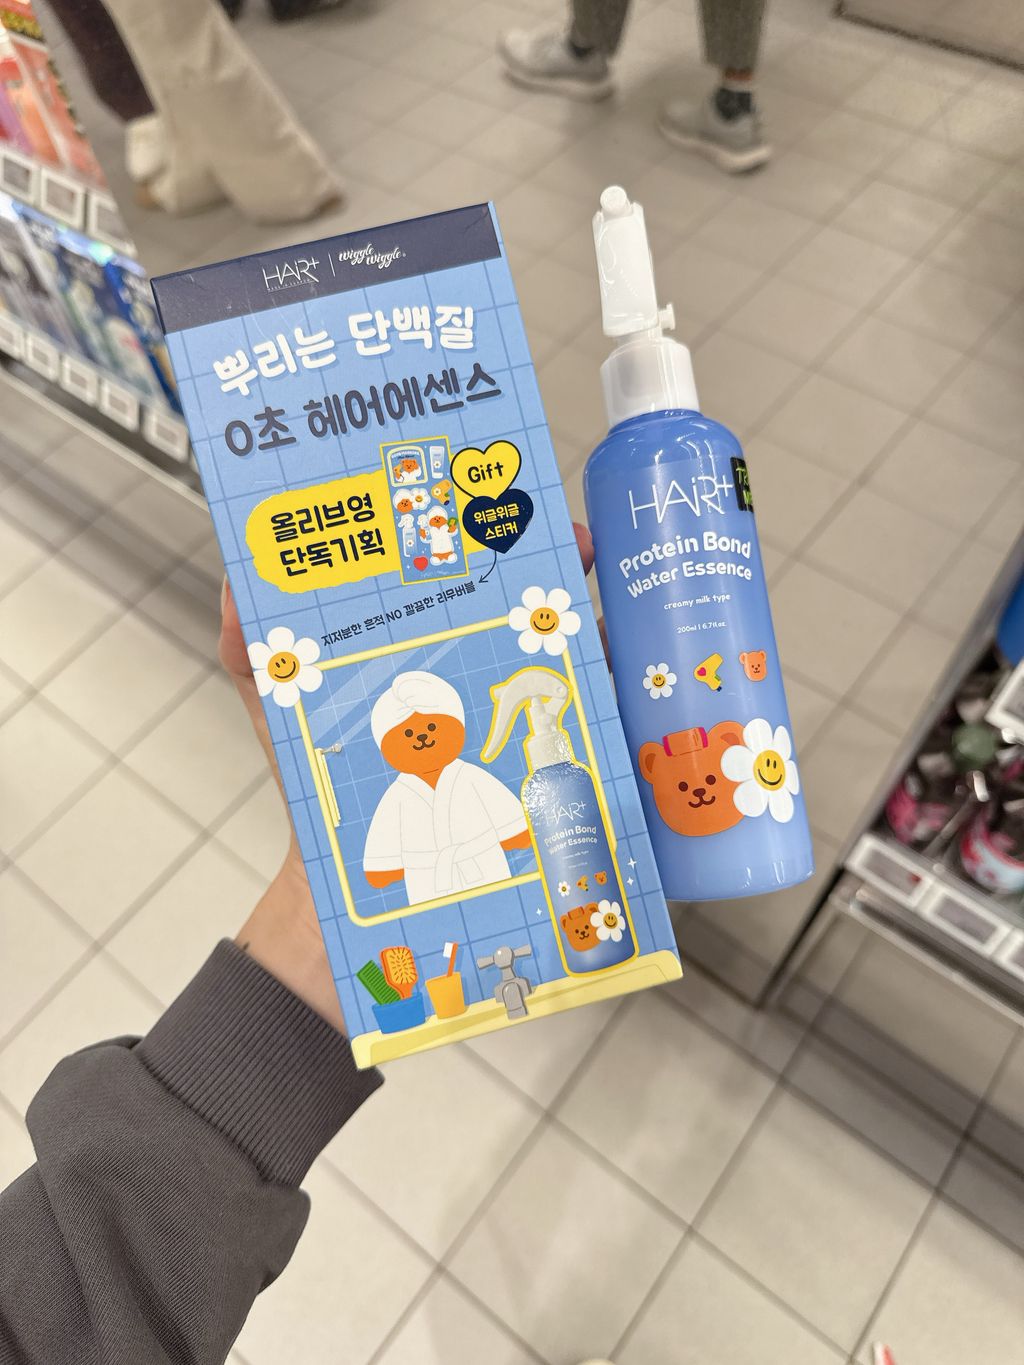 HAiR+ | wiggle wiggle
뿌리는 단백질
0초 헤어에센스
Gift
올리브영
단독기획
위글위글
스티커
지저분한 흔적 NO 깔끔한 리무버블
HAiR+
Protein Bond
Water Essence
HAiR+
Protein Bond
Water Essence
creamy milk type
200ml | 6.7fl.oz.